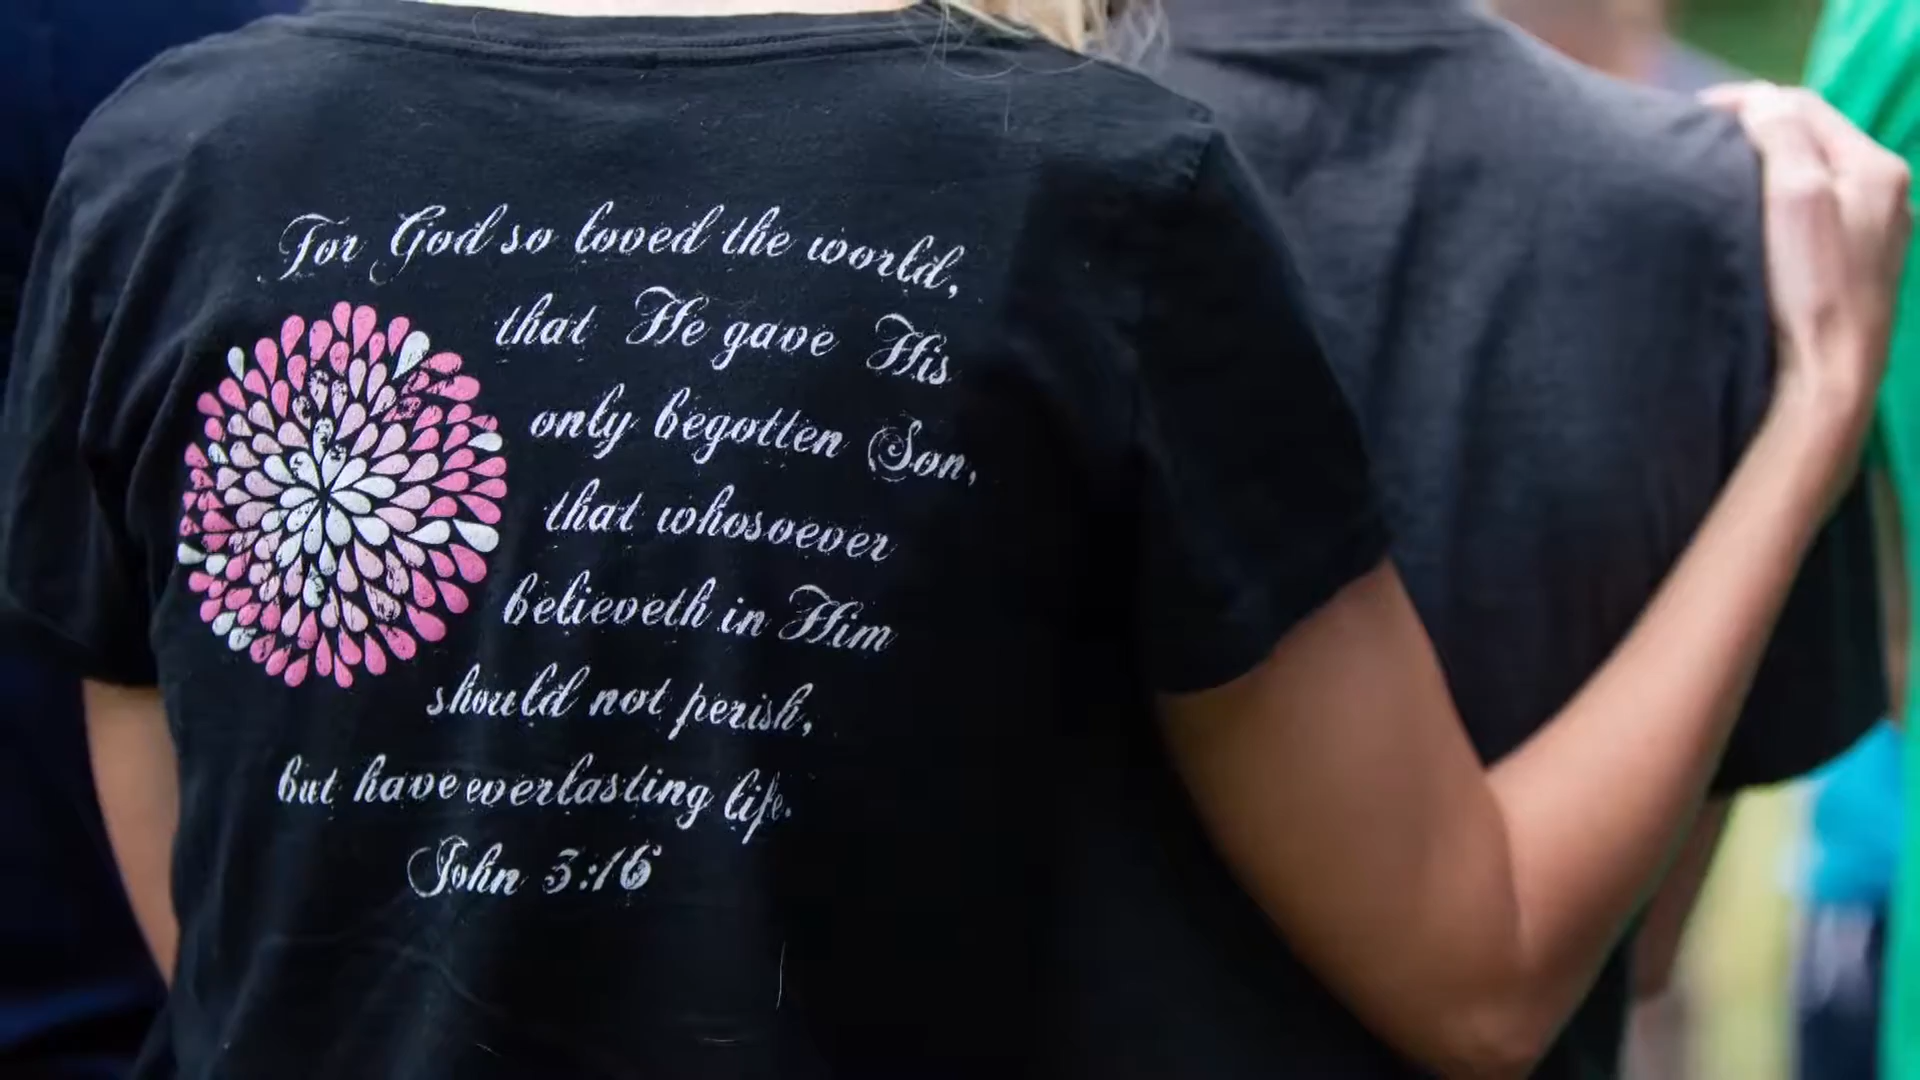 For God so loved the world,
that He gave His
only begotten Son,
that whosoever
believeth in Him
should not perish,
but have everlasting life.
John 3:16